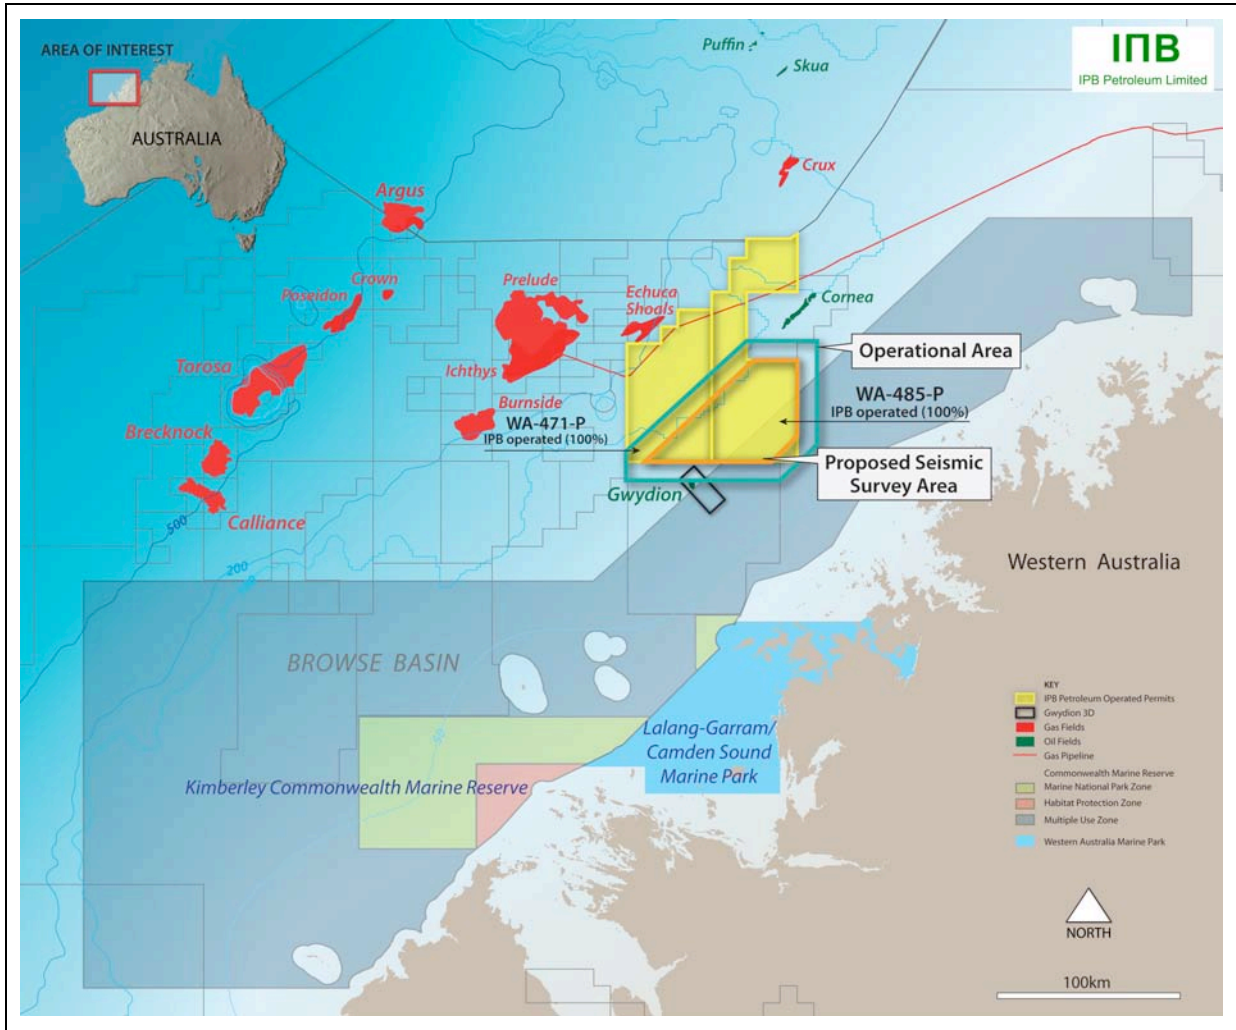 AREA OF INTEREST
AUSTRALIA
IПB
IPB Petroleum Limited
Puffin
Skua
Crux
Argus
Crown
Poseidon
Prelude
Echuca
Shoals
Cornea
Torosa
Ichthys
Operational Area
Burnside
WA-471-P
IPB operated (100%)
WA-485-P
IPB operated (100%)
Brecknock
Proposed Seismic
Survey Area
Gwydion
Calliance
500
200
Western Australia
BROWSE BASIN
50
Lalang-Garram/
Camden Sound
Marine Park
Kimberley Commonwealth Marine Reserve
KEY
IPB Petroleum Operated Permits
Gwydion 3D
Gas Fields
Oil Fields
Gas Pipeline
Commonwealth Marine Reserve
Marine National Park Zone
Habitat Protection Zone
Multiple Use Zone
Western Australia Marine Park
NORTH
100km